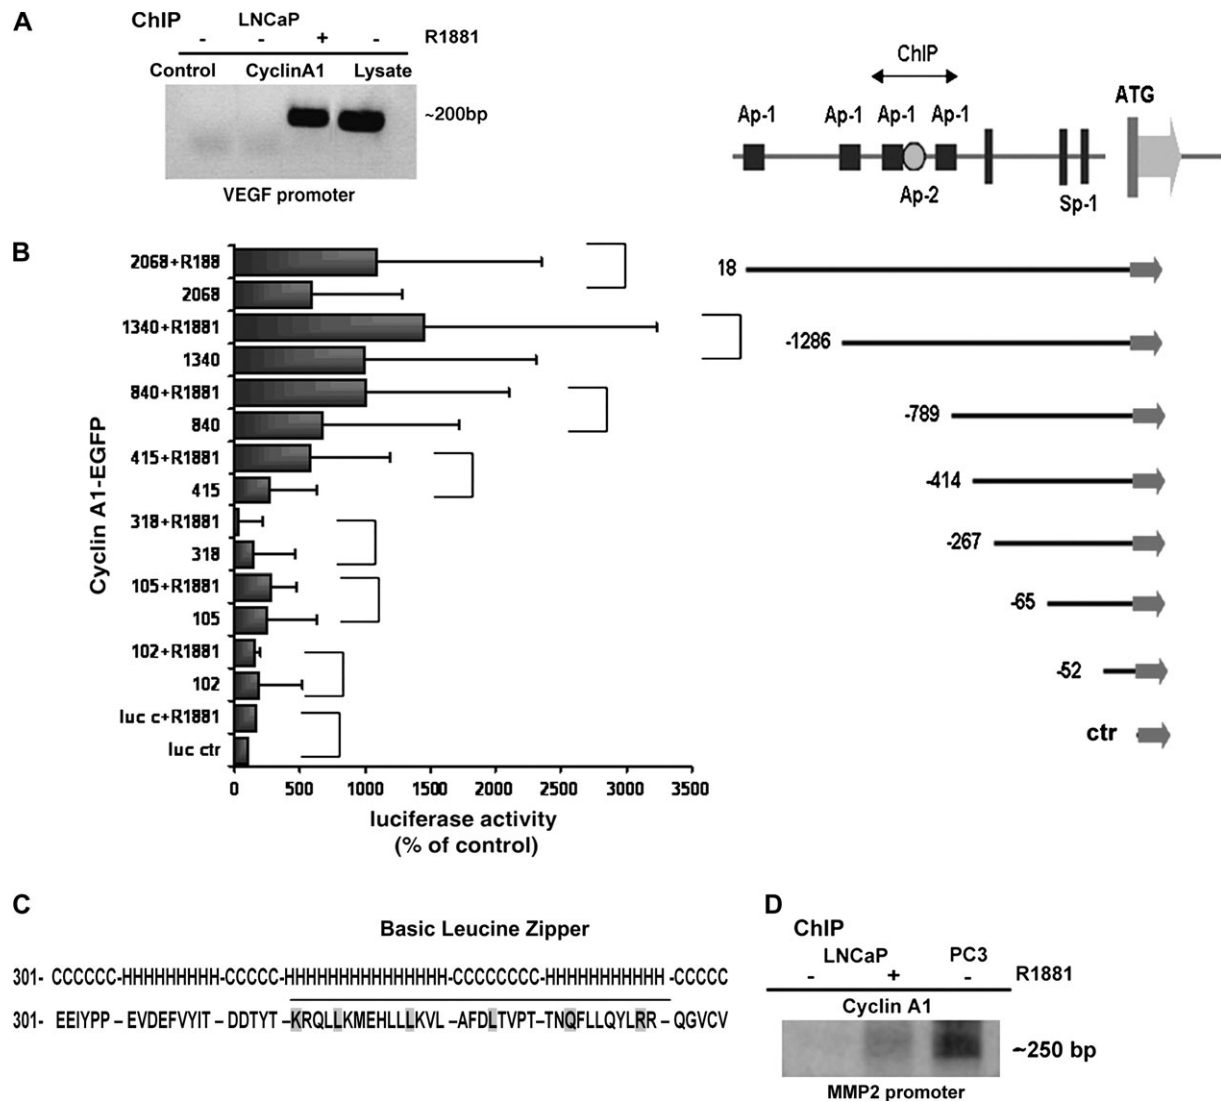 A
ChIP LNCaP
- - + - R1881
Control CyclinA1 Lysate
~200bp
VEGF promoter
ChIP
ATG
Ap-1 Ap-1 Ap-1 Ap-1
Ap-2 Sp-1
B
Cyclin A1-EGFP
2068+R188
2068
1340+R1881
1340
840+R1881
840
415+R1881
415
318+R1881
318
105+R1881
105
102+R1881
102
luc c+R1881
luc ctr
0 500 1000 1500 2000 2500 3000 3500
luciferase activity
(% of control)
18
-1286
-789
-414
-267
-65
-52
ctr
C
Basic Leucine Zipper
301- CCCCCC-HHHHHHHHH-CCCCC-HHHHHHHHHHHHHHH-CCCCCCCC-HHHHHHHHHHH -CCCCC
301- EEIYPP – EVDEFVYIT- DDTYT-KRQLLKMEHLLLKVL- AFDLTVPT–TNQFLLQYLRR – QGVCV
D
ChIP
LNCaP PC3
- + - R1881
Cyclin A1
~250 bp
MMP2 promoter